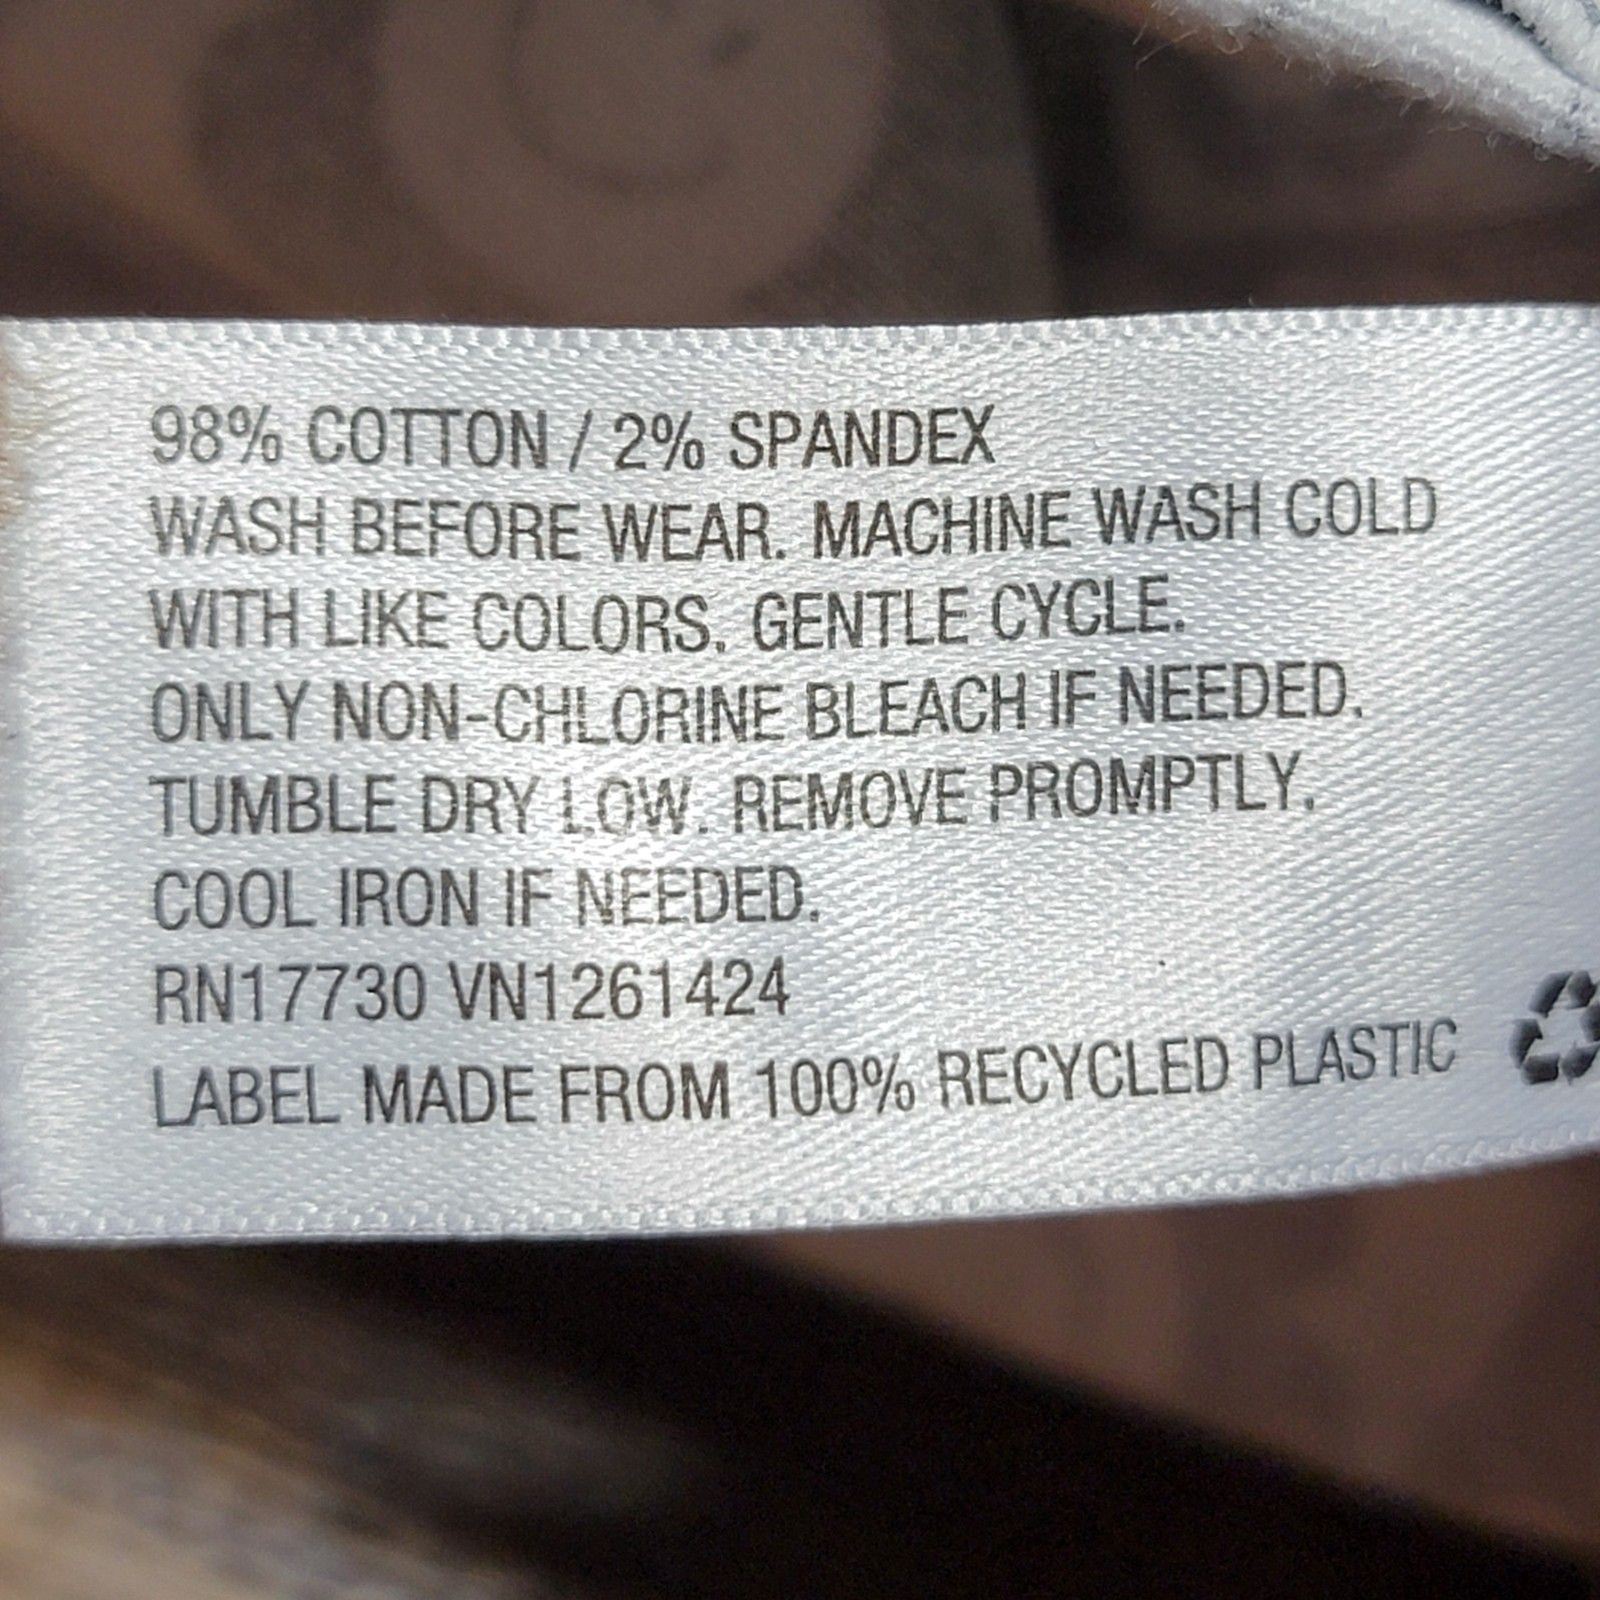 98% COTTON / 2% SPANDEX
WASH BEFORE WEAR. MACHINE WASH COLD
WITH LIKE COLORS. GENTLE CYCLE.
ONLY NON-CHLORINE BLEACH IF NEEDED.
TUMBLE DRY LOW. REMOVE PROMPTLY.
COOL IRON IF NEEDED.
RN17730 VN1261424
LABEL MADE FROM 100% RECYCLED PLASTIC